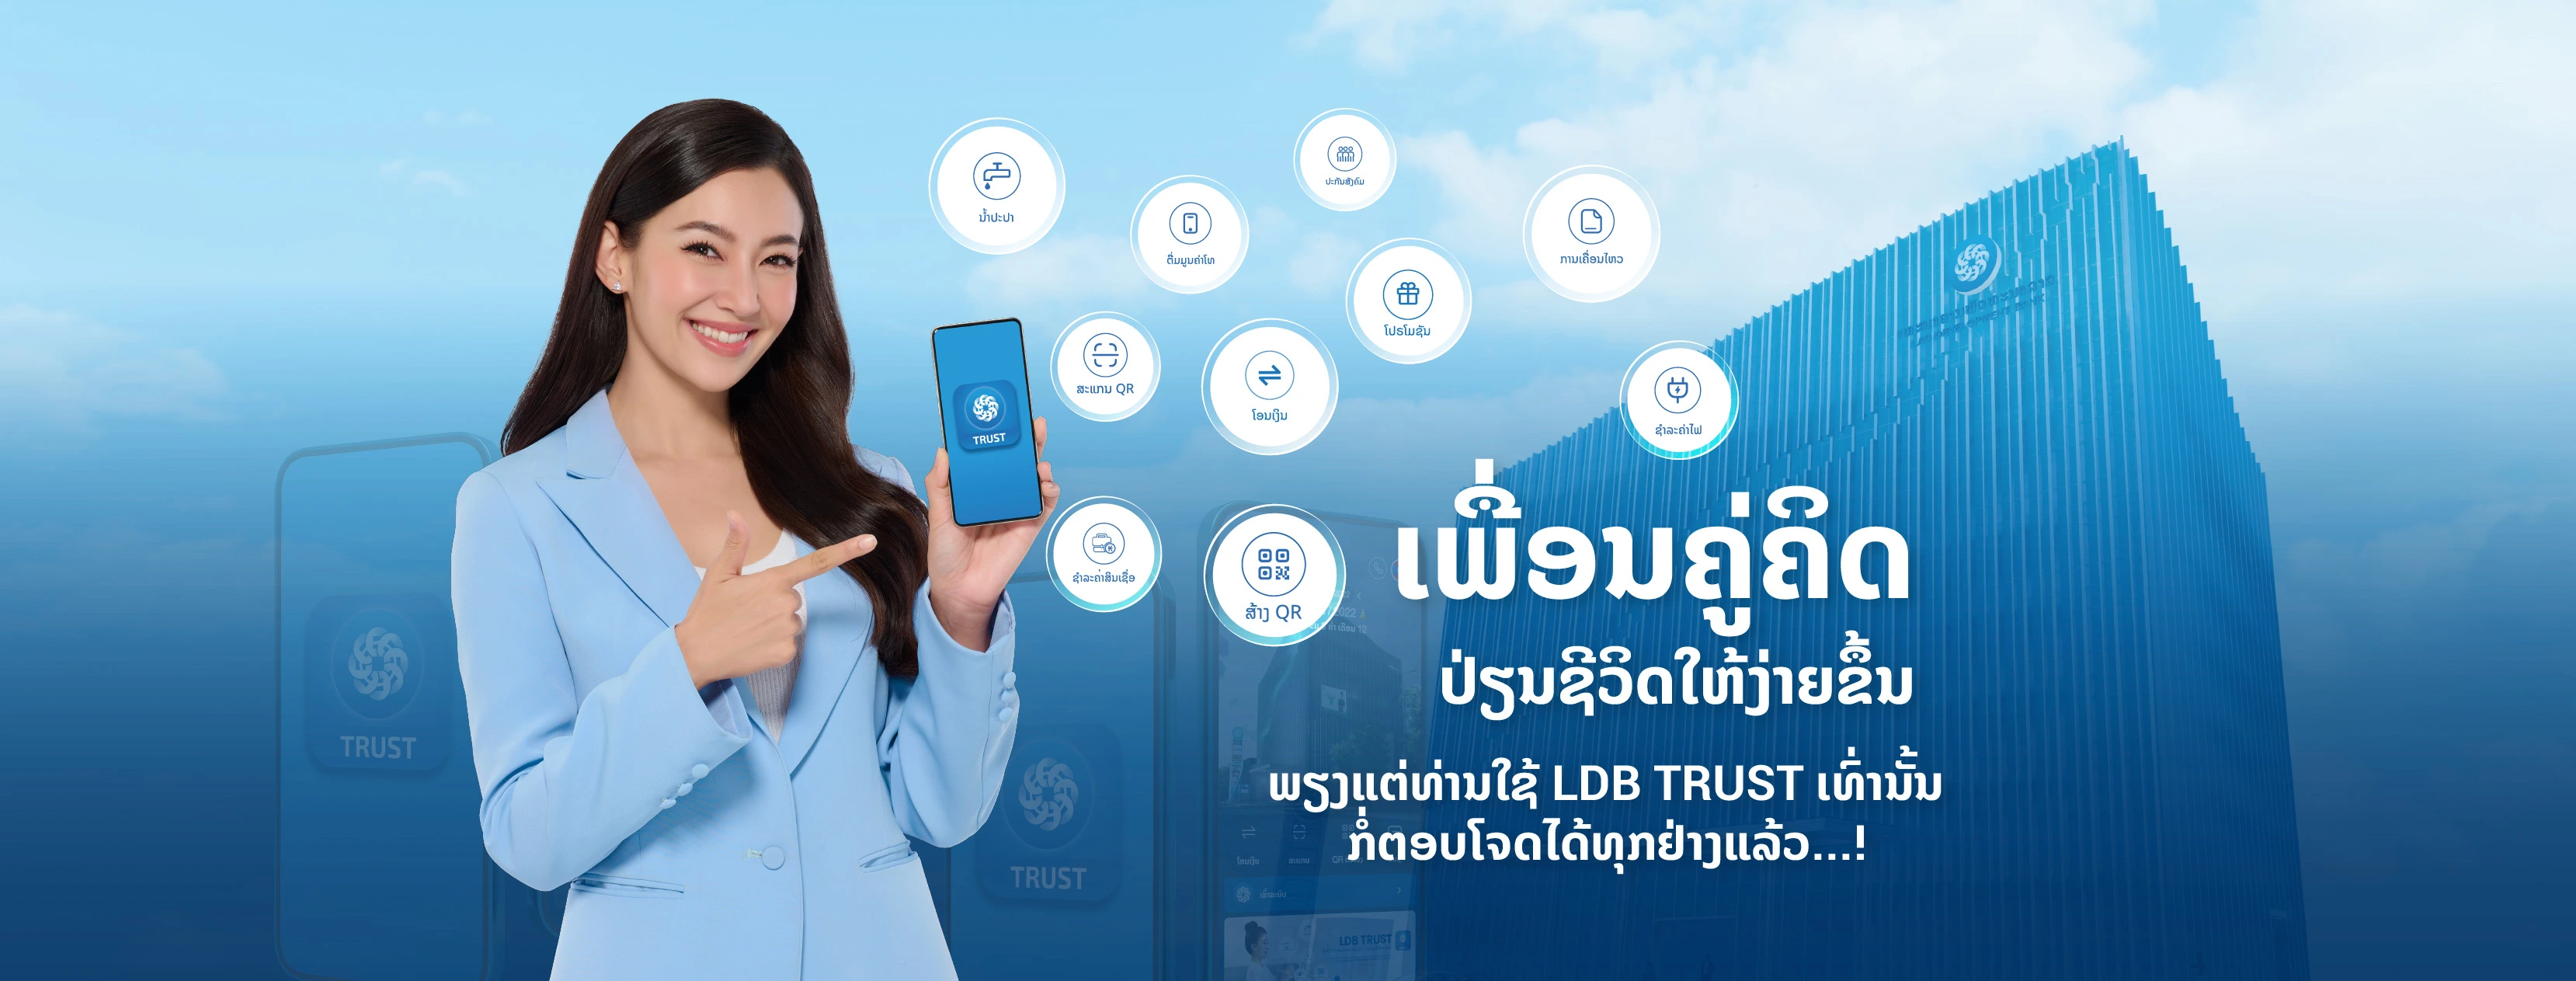 ນ້ຳປະປາ
ຕື່ມມູນຄ່າໂທ
ປະກັນສັງຄົມ
ການເຄື່ອນໄຫວ
ໂປຣໂມຊັນ
ສະແກນ QR
ໂອນເງິນ
ຊຳລະຄ່າໄຟ
TRUST
ຊຳລະຄ່າສິນເຊື່ອ
ສ້າງ QR
ເພື່ອນຄູ່ຄິດ
ປ່ຽນຊີວິດໃຫ້ງ່າຍຂຶ້ນ
ພຽງແຕ່ທ່ານໃຊ້ LDB TRUST ເທົ່ານັ້ນ
ກໍ່ຕອບໂຈດໄດ້ທຸກຢ່າງແລ້ວ...!
TRUST
TRUST
ໂອນເງິນ
LDB TRUST